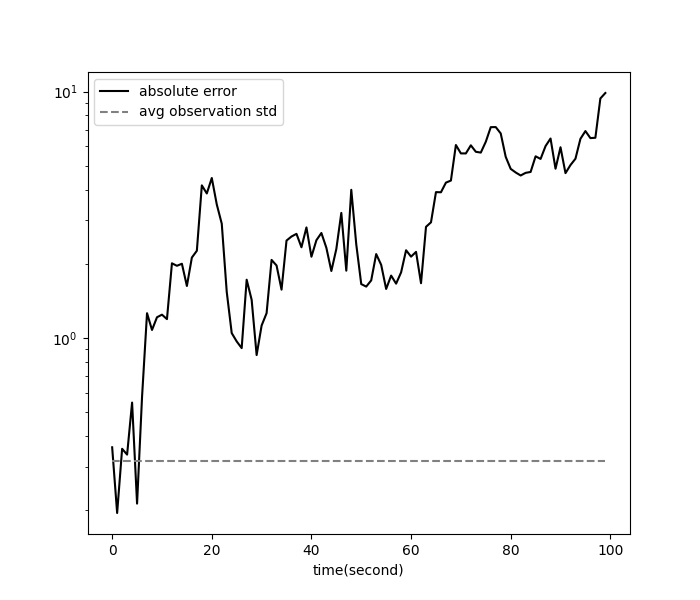 absolute error
avg observation std
10¹
10⁰
0 20 40 60 80 100
time(second)